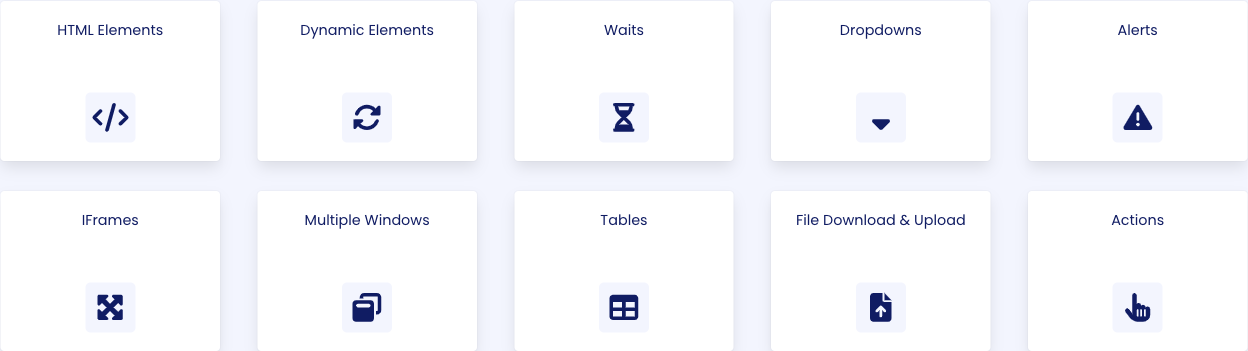 HTML Elements
Dynamic Elements
Waits
Dropdowns
Alerts
IFrames
Multiple Windows
Tables
File Download & Upload
Actions